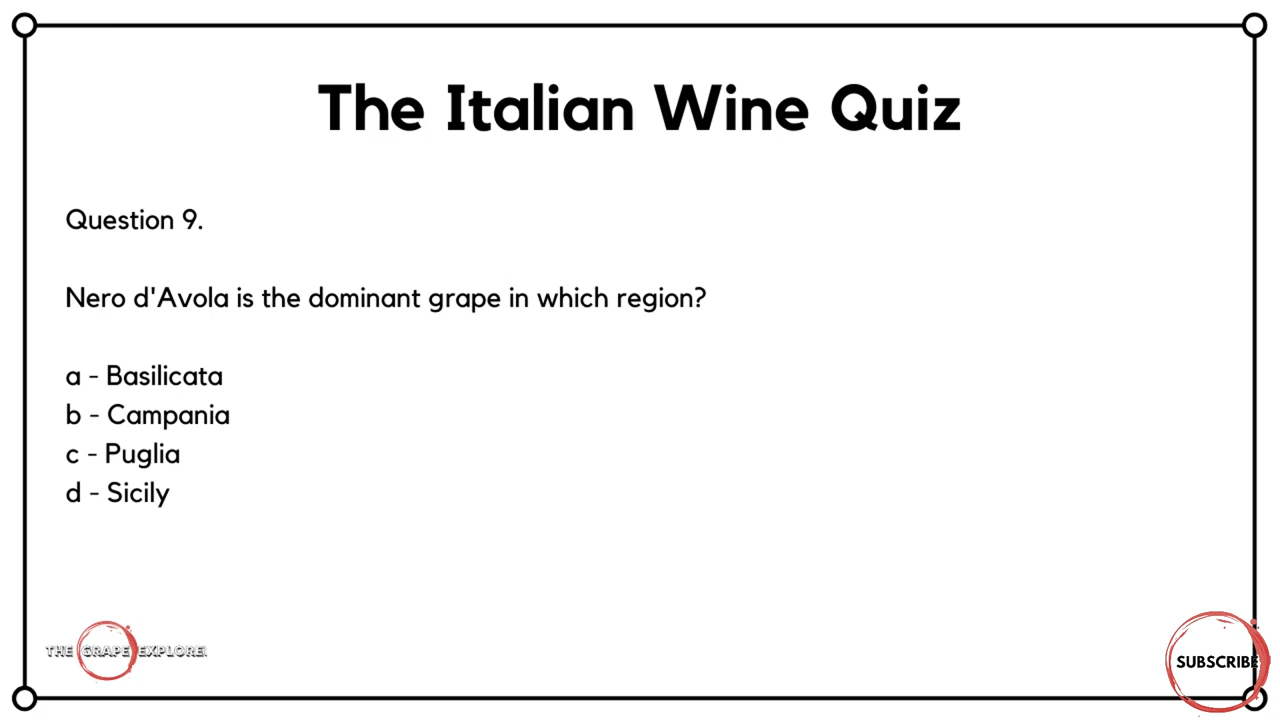 The Italian Wine Quiz
Question 9.
Nero d'Avola is the dominant grape in which region?
a - Basilicata
b - Campania
c - Puglia
d - Sicily
THE GRAPE EXPLORER
SUBSCRIBE